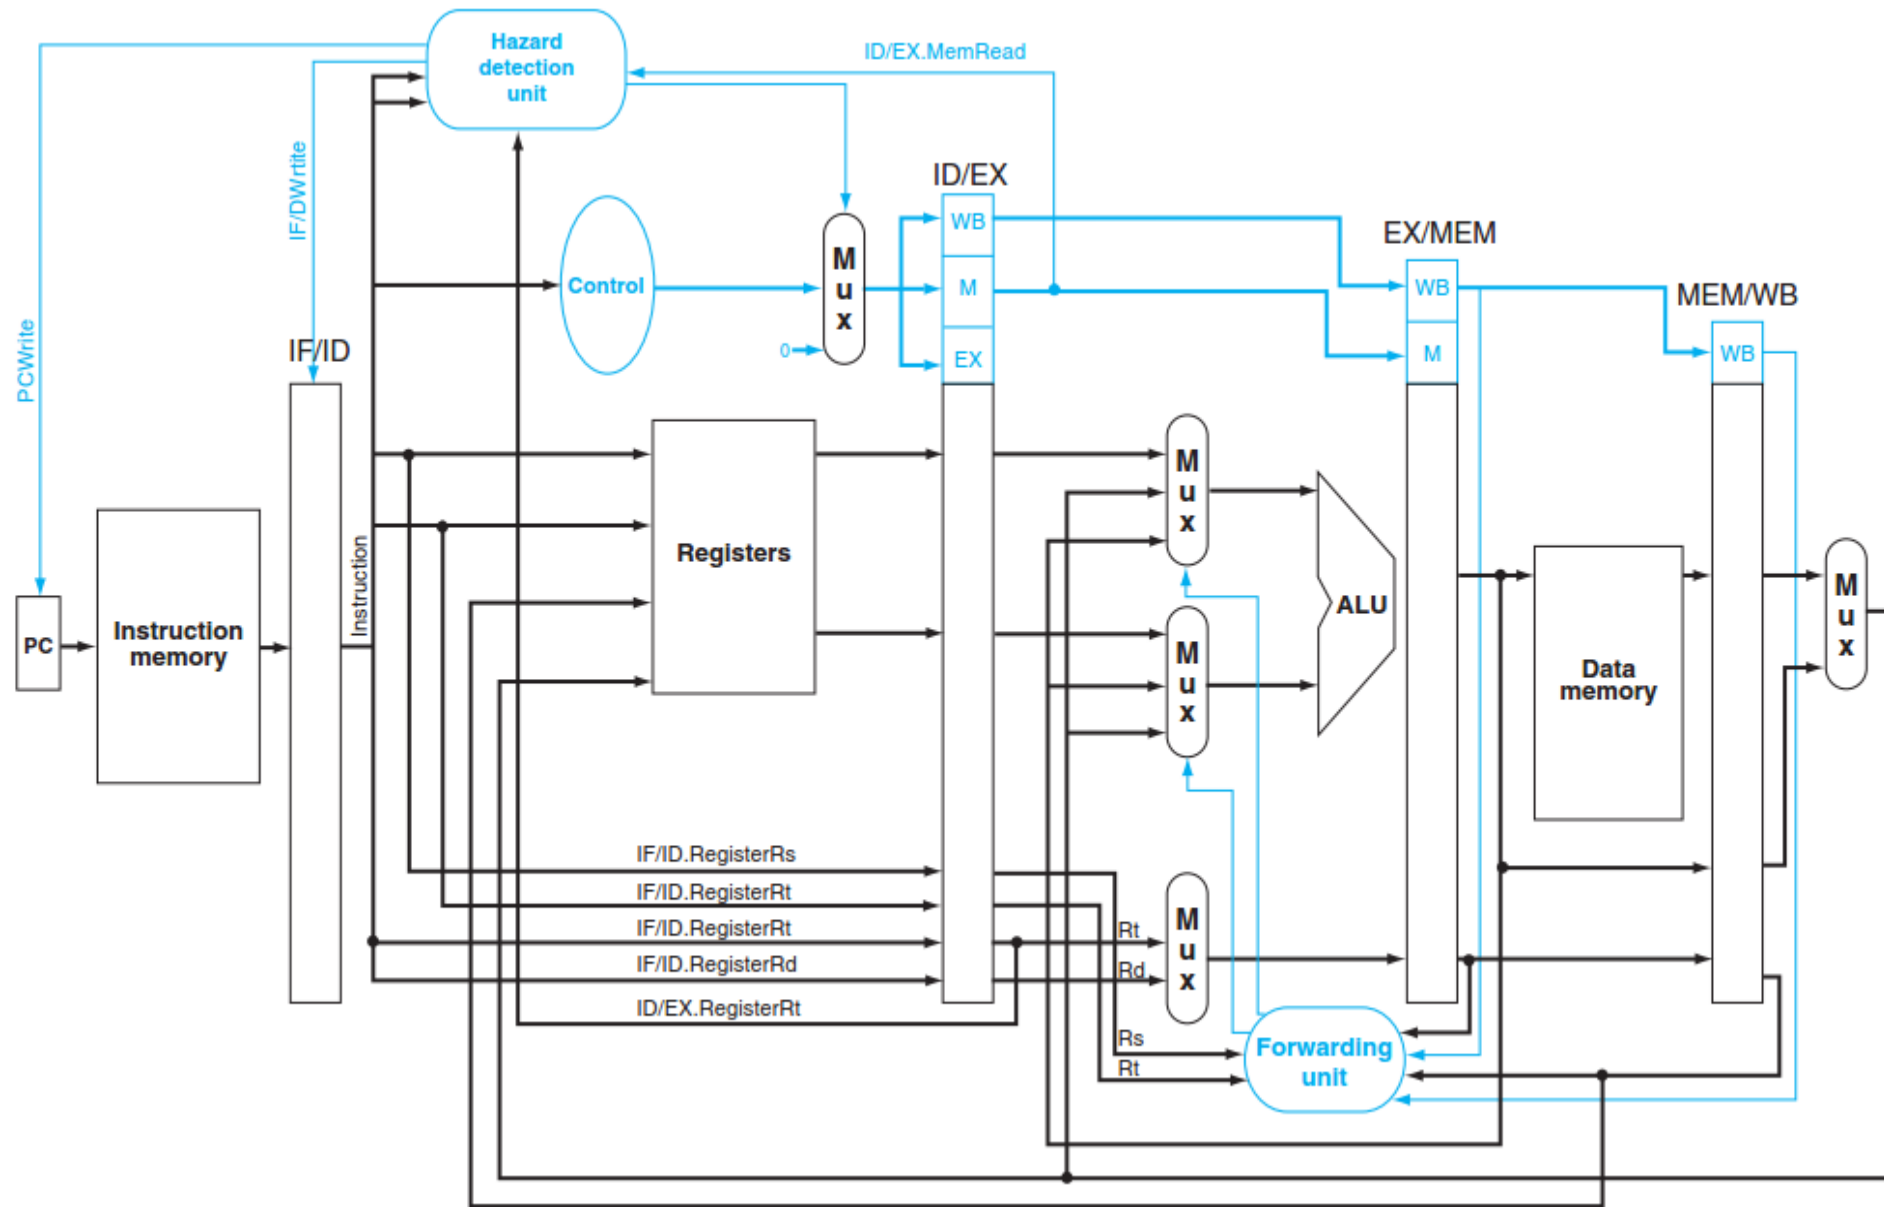 Hazard
detection
unit
ID/EX.MemRead
IF/DWrtite
ID/EX
WB
EX/MEM
M
u
x
Control
M
WB
MEM/WB
PCWrite
IF/ID
0
EX
M
WB
M
u
x
Instruction
Registers
PC
Instruction
memory
M
u
x
ALU
Data
memory
M
u
x
IF/ID.RegisterRs
IF/ID.RegisterRt
IF/ID.RegisterRt
Rt
M
u
x
IF/ID.RegisterRd
Rd
ID/EX.RegisterRt
Rs
Rt
Forwarding
unit